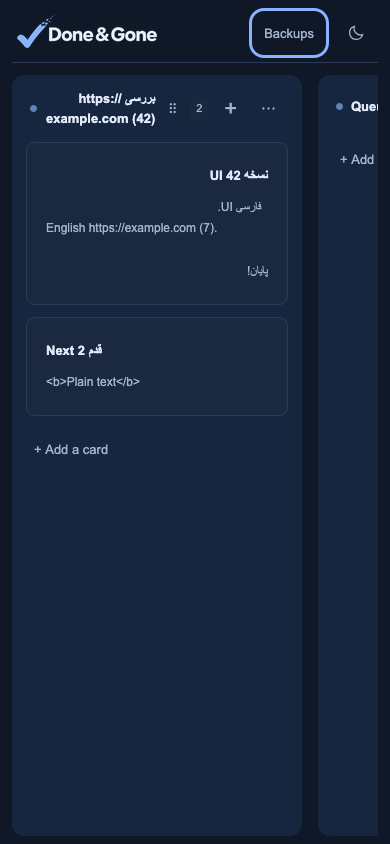 Done & Gone
Backups
بررسی https://
example.com (42)
2
+
...
نسخه 42 UI
فارسی UI.
English https://example.com (7).
پایان!
Next 2 قدم
<b>Plain text</b>
+ Add a card
+ Add